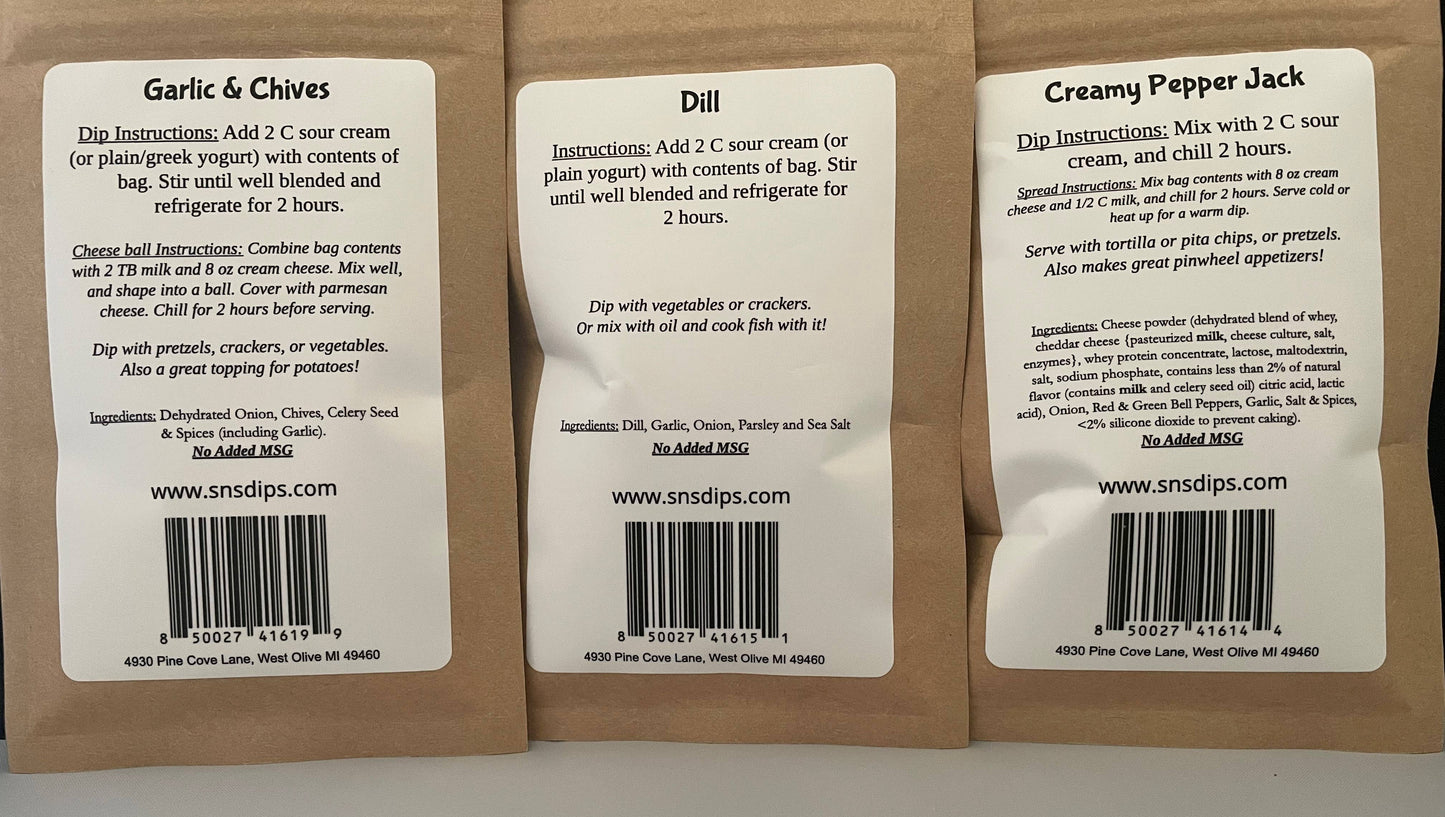 Garlic & Chives
Dip Instructions: Add 2 C sour cream
(or plain/greek yogurt) with contents of
bag. Stir until well blended and
refrigerate for 2 hours.
Cheese ball Instructions: Combine bag contents
with 2 TB milk and 8 oz cream cheese. Mix well,
and shape into a ball. Cover with parmesan
cheese. Chill for 2 hours before serving.
Dip with pretzels, crackers, or vegetables.
Also a great topping for potatoes!
Ingredients: Dehydrated Onion, Chives, Celery Seed
& Spices (including Garlic).
No Added MSG
www.snsdips.com
8 50027 41619 9
4930 Pine Cove Lane, West Olive MI 49460
Dill
Instructions: Add 2 C sour cream (or
plain yogurt) with contents of bag. Stir
until well blended and refrigerate for
2 hours.
Dip with vegetables or crackers.
Or mix with oil and cook fish with it!
Ingredients: Dill, Garlic, Onion, Parsley and Sea Salt
No Added MSG
www.snsdips.com
8 50027 41615 1
4930 Pine Cove Lane, West Olive MI 49460
Creamy Pepper Jack
Dip Instructions: Mix with 2 C sour
cream, and chill 2 hours.
Spread Instructions: Mix bag contents with 8 oz cream
cheese and 1/2 C milk, and chill for 2 hours. Serve cold or
heat up for a warm dip.
Serve with tortilla or pita chips, or pretzels.
Also makes great pinwheel appetizers!
Ingredients: Cheese powder (dehydrated blend of whey,
cheddar cheese {pasteurized milk, cheese culture, salt,
enzymes}, whey protein concentrate, lactose, maltodextrin,
salt, sodium phosphate, contains less than 2% of natural
flavor (contains milk and celery seed oil) citric acid, lactic
acid), Onion, Red & Green Bell Peppers, Garlic, Salt & Spices,
<2% silicone dioxide to prevent caking).
No Added MSG
www.snsdips.com
8 50027 41614 4
4930 Pine Cove Lane, West Olive MI 49460